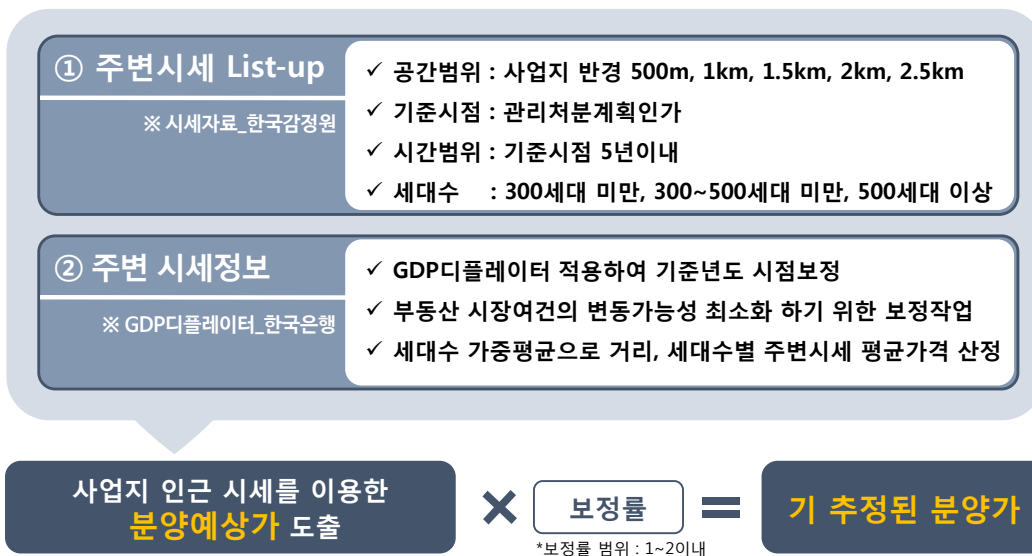 ① 주변시세 List-up
※ 시세자료_한국감정원
✓ 공간범위 : 사업지 반경 500m, 1km, 1.5km, 2km, 2.5km
✓ 기준시점 : 관리처분계획인가
✓ 시간범위 : 기준시점 5년이내
✓ 세대수 : 300세대 미만, 300~500세대 미만, 500세대 이상
② 주변 시세정보
※ GDP디플레이터_한국은행
✓ GDP디플레이터 적용하여 기준년도 시점보정
✓ 부동산 시장여건의 변동가능성 최소화 하기 위한 보정작업
✓ 세대수 가중평균으로 거리, 세대수별 주변시세 평균가격 산정
사업지 인근 시세를 이용한
분양예상가 도출
×
보정률
*보정률 범위 : 1~2이내
=
기 추정된 분양가